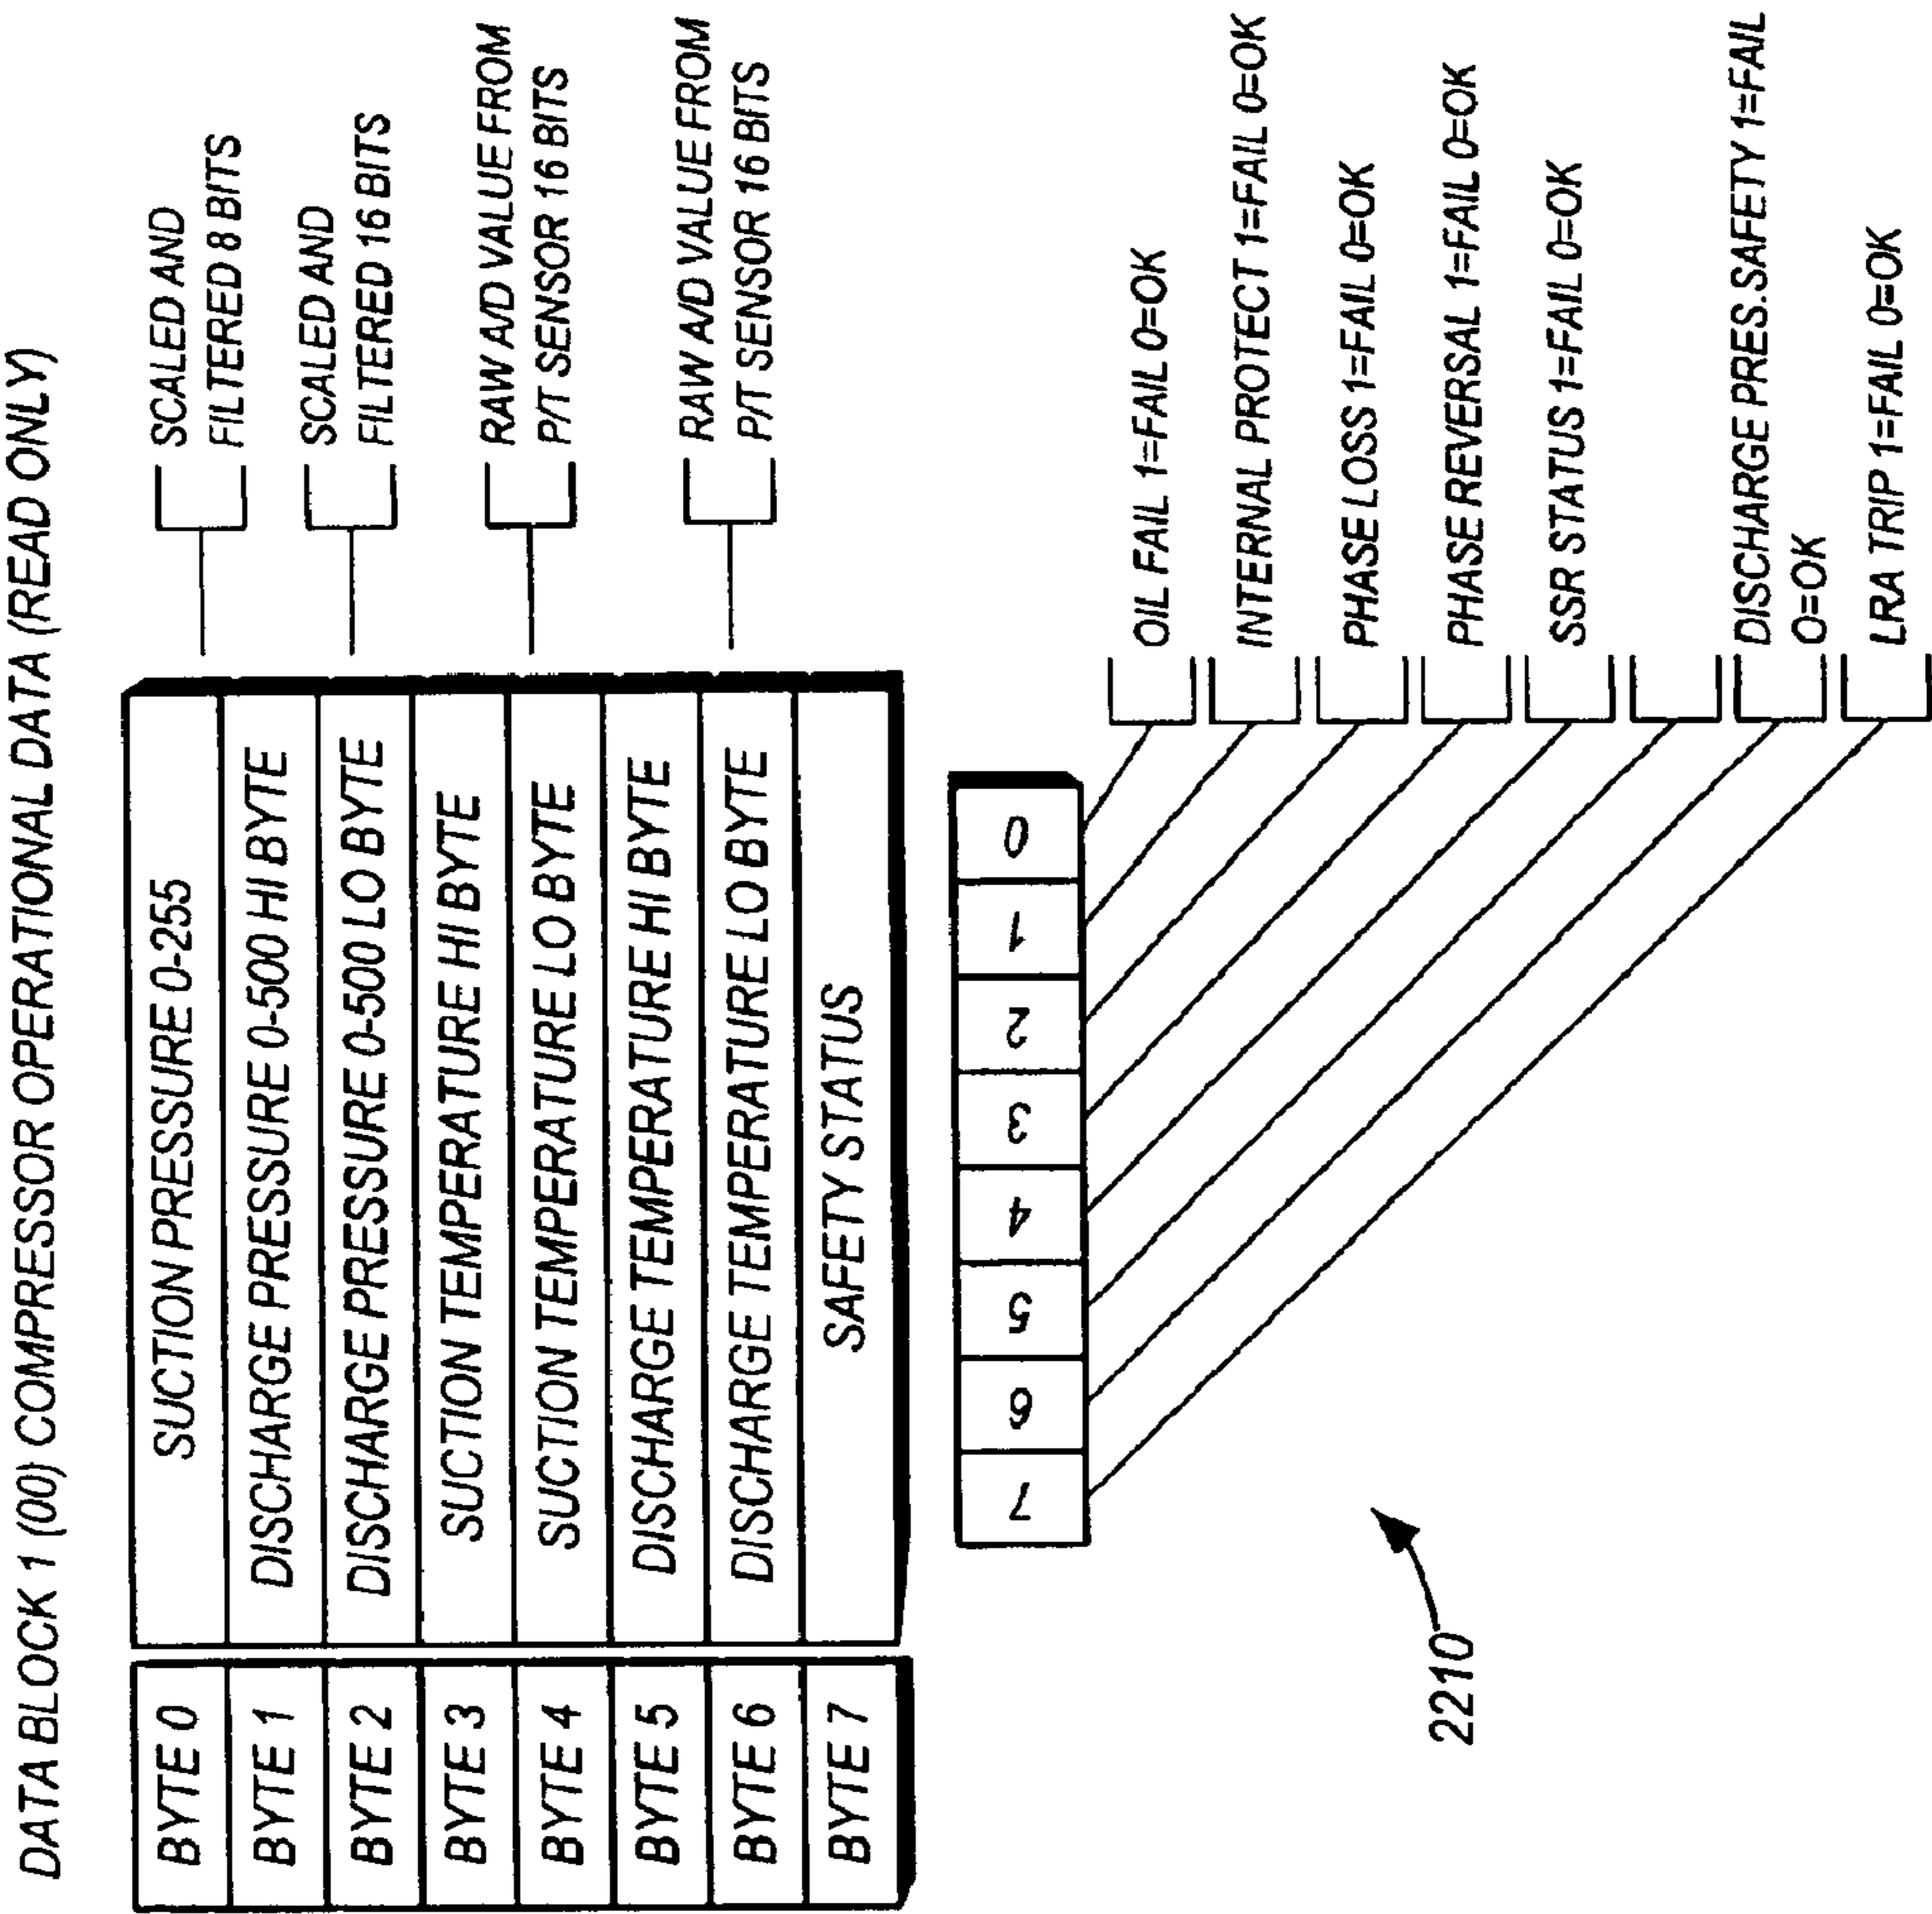 DATA BLOCK 1 (00) COMPRESSOR OPERATIONAL DATA (READ ONLY)
BYTE 0 SUCTION PRESSURE 0-255
SCALED AND
FILTERED 8 BITS
BYTE 1 DISCHARGE PRESSURE 0-500 HI BYTE
BYTE 2 DISCHARGE PRESSURE 0-500 LO BYTE
SCALED AND
FILTERED 16 BITS
BYTE 3 SUCTION TEMPERATURE HI BYTE
BYTE 4 SUCTION TEMPERATURE LO BYTE
RAW A/D VALUE FROM
P/T SENSOR 16 BITS
BYTE 5 DISCHARGE TEMPERATURE HI BYTE
BYTE 6 DISCHARGE TEMPERATURE LO BYTE
RAW A/D VALUE FROM
P/T SENSOR 16 BITS
BYTE 7 SAFETY STATUS
7 6 5 4 3 2 1 0
OIL FAIL 1=FAIL 0=OK
INTERNAL PROTECT 1=FAIL 0=OK
PHASE LOSS 1=FAIL 0=OK
PHASE REVERSAL 1=FAIL 0=OK
SSR STATUS 1=FAIL 0=OK
DISCHARGE PRES.SAFETY 1=FAIL
0=OK
LRA TRIP 1=FAIL 0=OK
2210